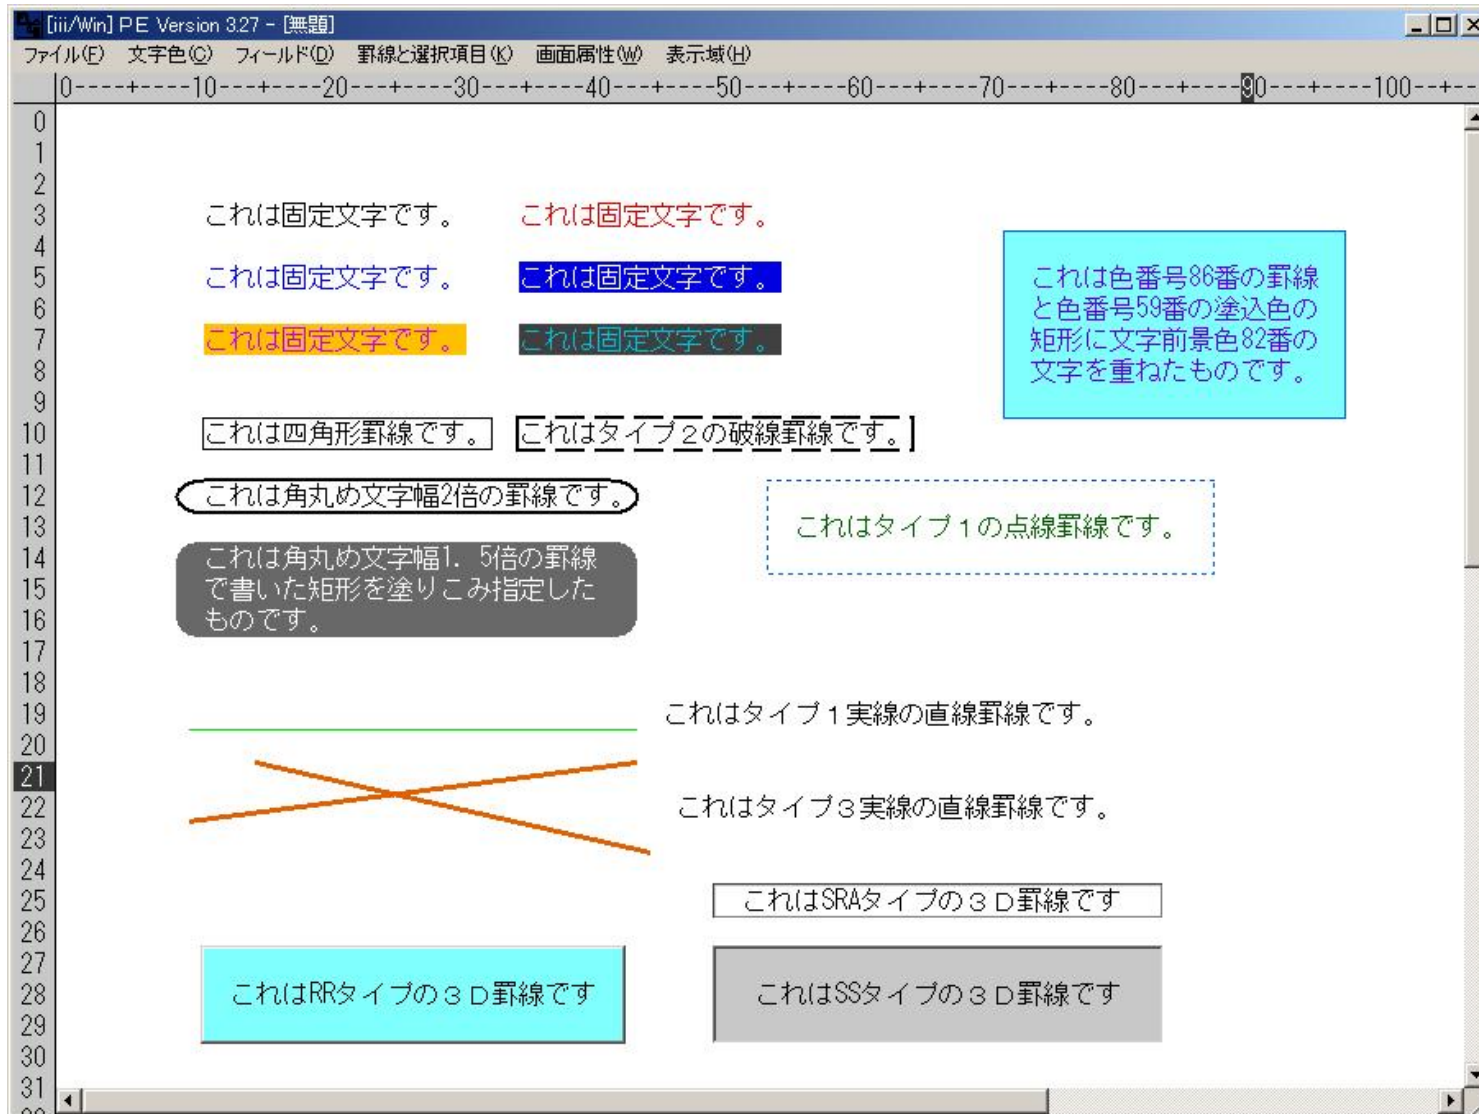 [iii/Win] PE Version 3.27 - [無題]
ファイル(F) 文字色(C) フィールド(D) 罫線と選択項目(K) 画面属性(W) 表示域(H)
0----+----10---+----20---+----30---+----40---+----50---+----60---+----70---+----80---+----90---+----100--+--
0
1
2
3
4
5
6
7
8
9
10
11
12
13
14
15
16
17
18
19
20
21
22
23
24
25
26
27
28
29
30
31
これは固定文字です。 これは固定文字です。
これは固定文字です。 これは固定文字です。
これは固定文字です。 これは固定文字です。
これは色番号86番の罫線
と色番号59番の塗込色の
矩形に文字前景色82番の
文字を重ねたものです。
これは四角形罫線です。 これはタイプ2の破線罫線です。
これは角丸め文字幅2倍の罫線です。
これはタイプ1の点線罫線です。
これは角丸め文字幅1. 5倍の罫線
で書いた矩形を塗りこみ指定した
ものです。
これはタイプ1実線の直線罫線です。
これはタイプ3実線の直線罫線です。
これはSRAタイプの3D罫線です
これはRRタイプの3D罫線です これはSSタイプの3D罫線です